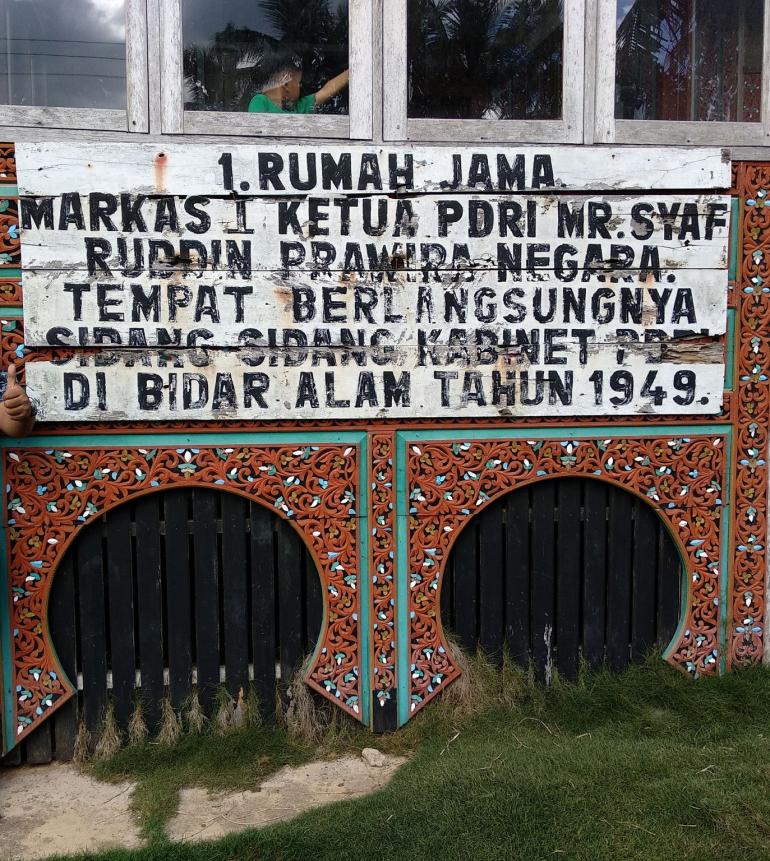 1. RUMAH JAMA.
MARKAS I KETUA PDRI MR. SYAF
RUDDIN PRAWIRA NEGARA.
TEMPAT BERLANGSUNGNYA
SIDANG SIDANG KABINET PDRI
DI BIDAR ALAM TAHUN 1949.